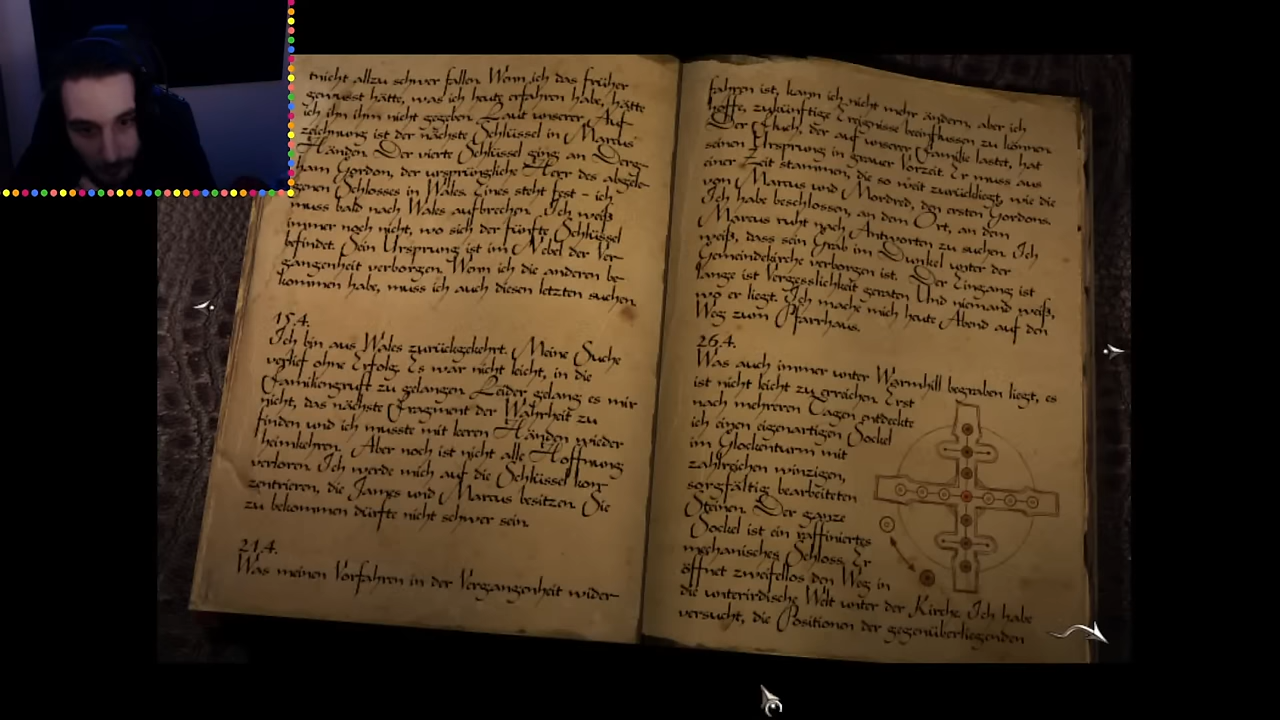 nicht allzu schwer fallen. Wenn ich das früher
gewusst hätte, was ich heute erfahren habe, hätte
ich ihn ihm nicht gegeben. Laut unserer Auf-
zeichnung ist der nächste Schlüssel in Marcus'
Händen. Der vierte Schlüssel ging an Derg-
ham Gordon, der ursprüngliche Herr des abgele-
genen Schlosses in Wales. Eines steht fest - ich
muss bald nach Wales aufbrechen. Ich weiß
immer noch nicht, wo sich der fünfte Schlüssel
befindet. Sein Ursprung ist im Nebel der Ver-
gangenheit verborgen. Wenn ich die anderen be-
kommen habe, muss ich auch diesen letzten suchen.
15.4.
Ich bin aus Wales zurückgekehrt. Meine Suche
verlief ohne Erfolg. Es war nicht leicht, in die
Familiengruft zu gelangen. Leider gelang es mir
nicht, das nächste Fragment der Wahrheit zu
finden und ich musste mit leeren Händen wieder
heimkehren. Aber noch ist nicht alle Hoffnung
verloren. Ich werde mich auf die Schlüssel kon-
zentrieren, die James und Marcus besitzen. Sie
zu bekommen dürfte nicht schwer sein.
21.4.
Was meinen Vorfahren in der Vergangenheit wider-
fahren ist, kann ich nicht mehr ändern, aber ich
hoffe, zukünftige Ereignisse beeinflussen zu können.
Der Fluch, der auf unserer Familie lastet, hat
seinen Ursprung in grauer Vorzeit. Er muss aus
einer Zeit stammen, die so weit zurückliegt, wie die
von Marcus und Mordred, den ersten Gordons.
Ich habe beschlossen, an dem Ort, an dem
Marcus ruht nach Antworten zu suchen. Ich
weiß, dass sein Grab im Dunkel unter der
Gemeindekirche verborgen ist. Der Eingang ist
lange ist Vergesslichkeit geraten. Und niemand weiß,
wo er liegt. Ich mache mich heute Abend auf den
Weg zum Pfarrhaus.
26.4.
Was auch immer unter Warmhill begraben liegt, es
ist nicht leicht zu erreichen. Erst
nach mehreren Tagen entdeckte
ich einen eigenartigen Sockel
im Glockenturm mit
zahlreichen winzigen,
sorgfältig bearbeiteten
Steinen. Der ganze
Sockel ist ein raffiniertes
mechanisches Schloss. Er
öffnet zweifellos den Weg in
die unterirdische Welt unter der Kirche. Ich habe
versucht, die Positionen der gegenüberliegenden